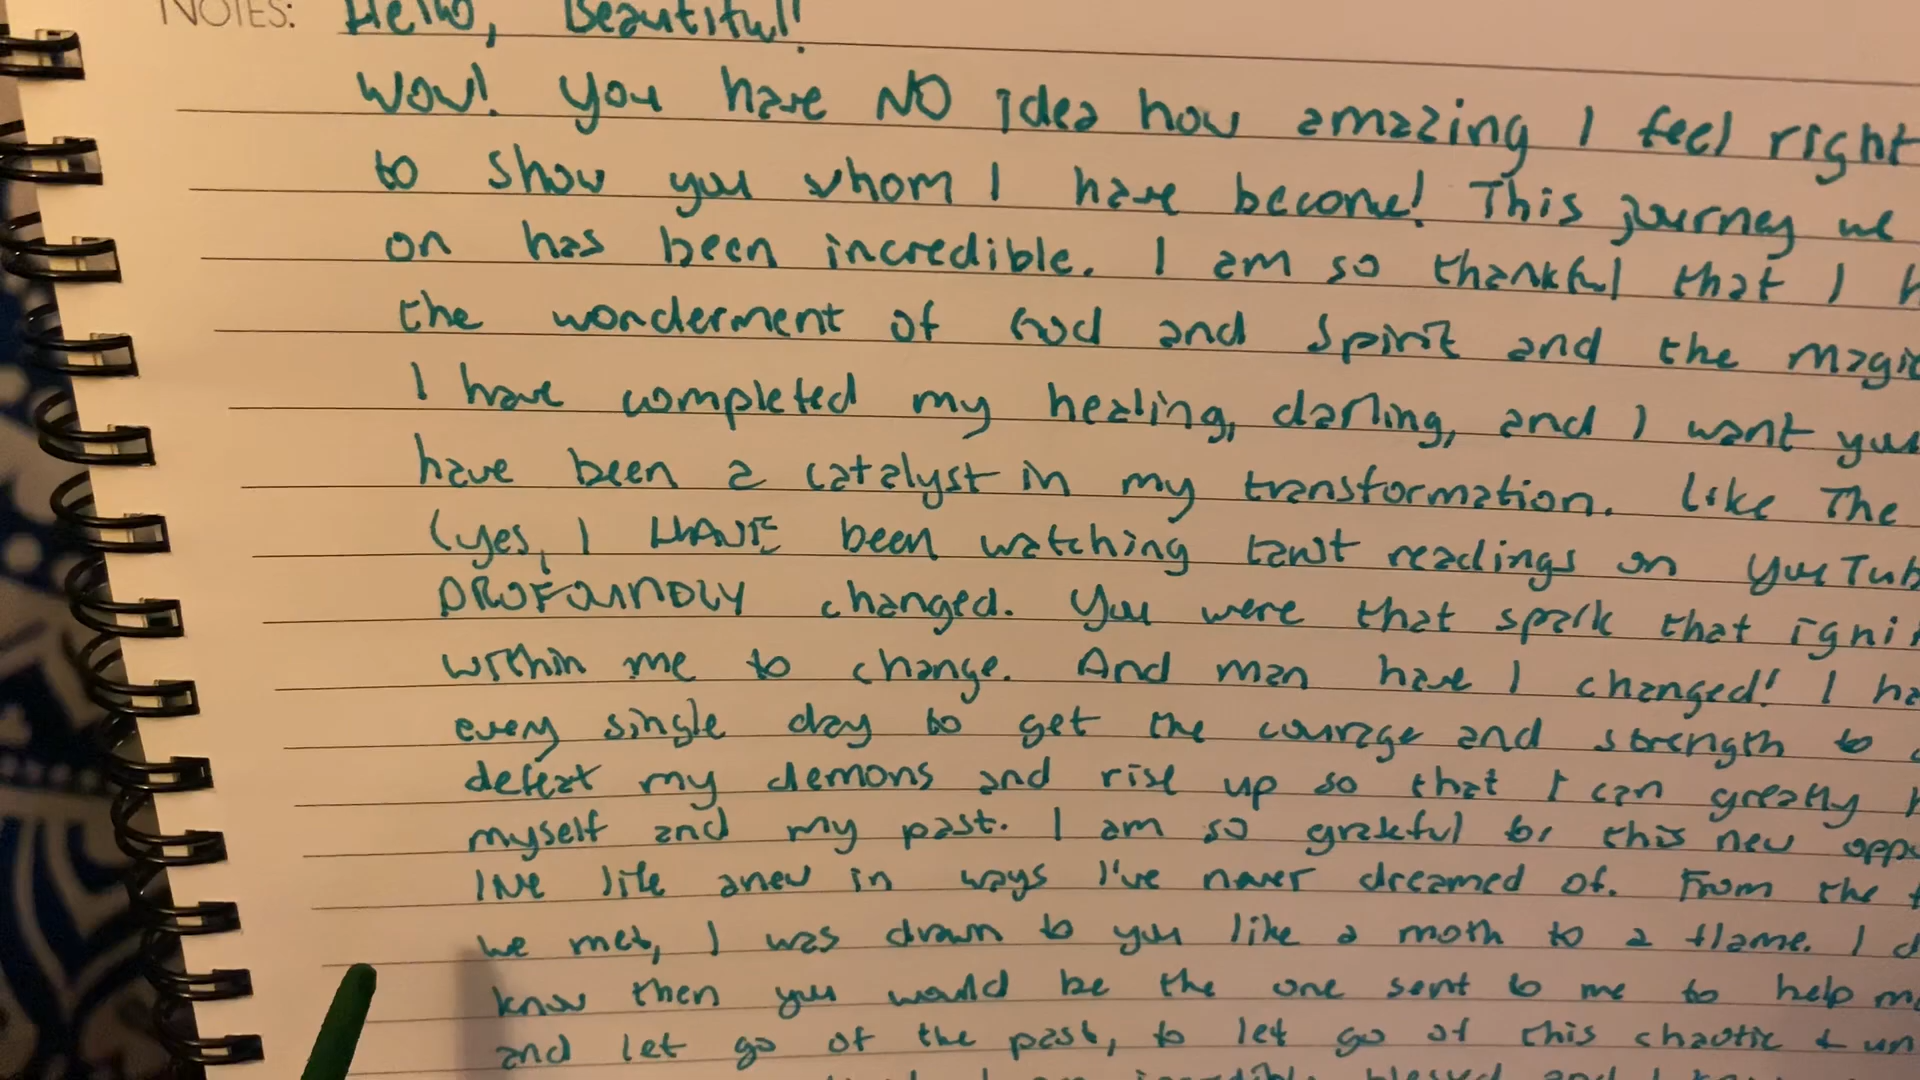 NOTES: Hello, Beautiful!
Wow! You have NO idea how amazing I feel right
to show you whom I have become! This journey we
on has been incredible. I am so thankful that I h
the wonderment of God and Spirit and the magic
I have completed my healing, darling, and I want you
have been a catalyst in my transformation. Like The
(yes, I HAVE been watching tarot readings on YouTub
PROFOUNDLY changed. You were that spark that igni
within me to change. And man have I changed! I ha
every single day to get the courage and strength to
defeat my demons and rise up so that I can greatly h
myself and my past. I am so grateful for this new oppo
live life anew in ways I've never dreamed of. From the f
we met, I was drawn to you like a moth to a flame. I d
know then you would be the one sent to me to help me
and let go of the past, to let go of this chaotic + un
blessed and I